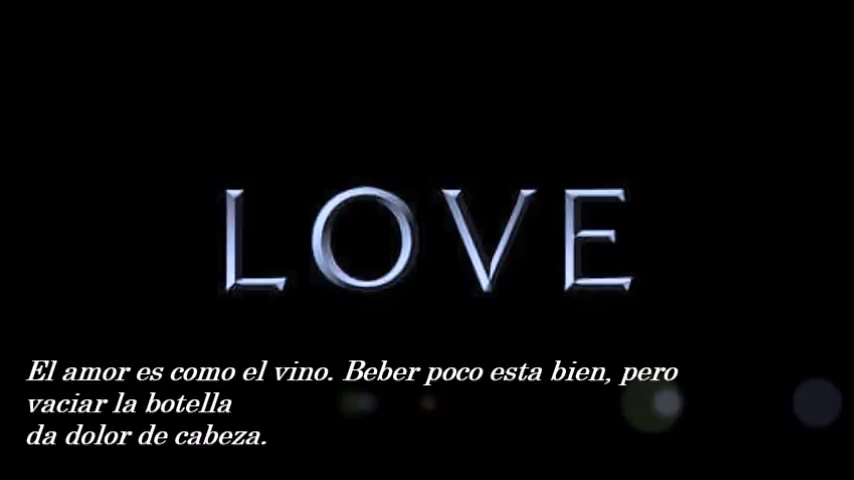 LOVE
El amor es como el vino. Beber poco esta bien, pero
vaciar la botella
da dolor de cabeza.